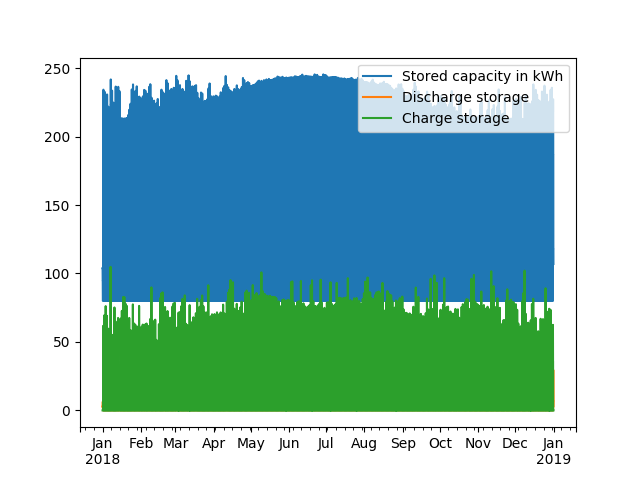 Stored capacity in kWh
Discharge storage
Charge storage
250
200
150
100
50
0
Jan Feb Mar Apr May Jun Jul Aug Sep Oct Nov Dec Jan
2018 2019